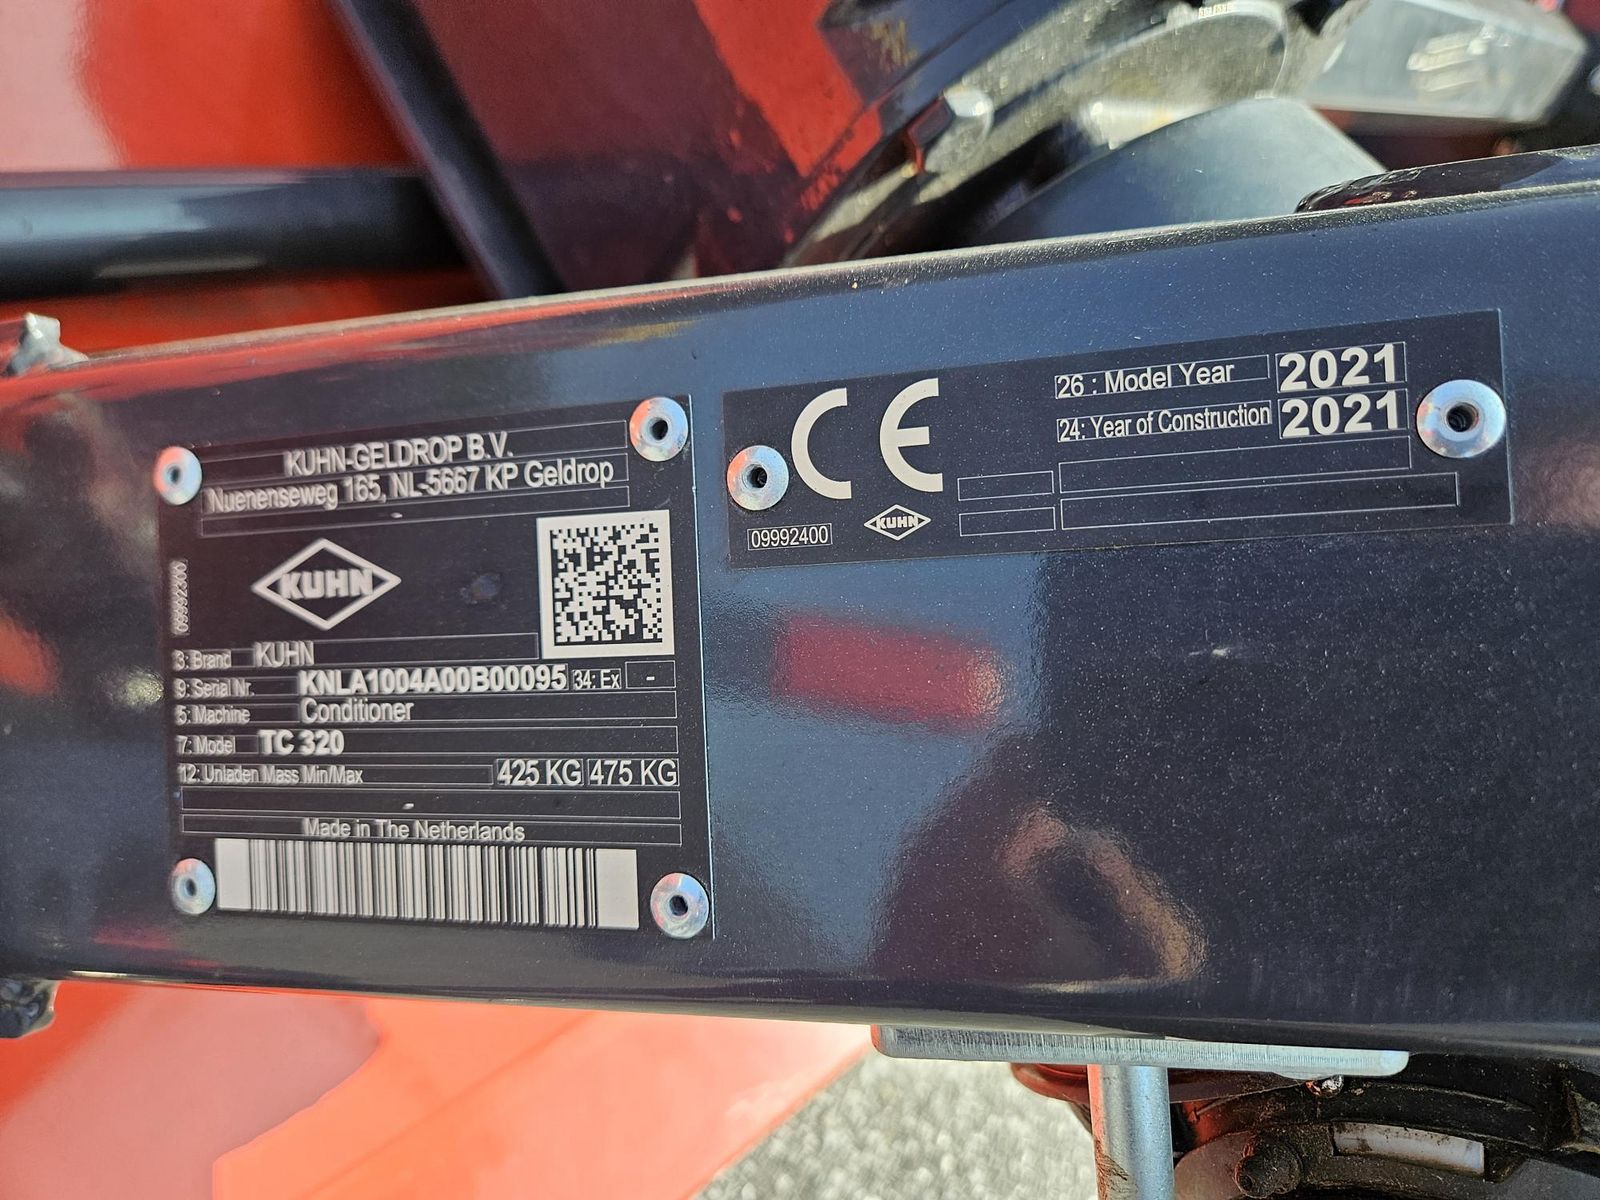 KUHN-GELDROP B.V.
Nuenenseweg 165, NL-5667 KP Geldrop
09992300
KUHN
3: Brand KUHN
9: Serial Nr. KNLA1004A00B00095 34: Ex -
5: Machine Conditioner
7: Model TC 320
12: Unladen Mass Min/Max 425 KG 475 KG
-
Made in The Netherlands
CE
09992400
KUHN
26 : Model Year 2021
24: Year of Construction 2021